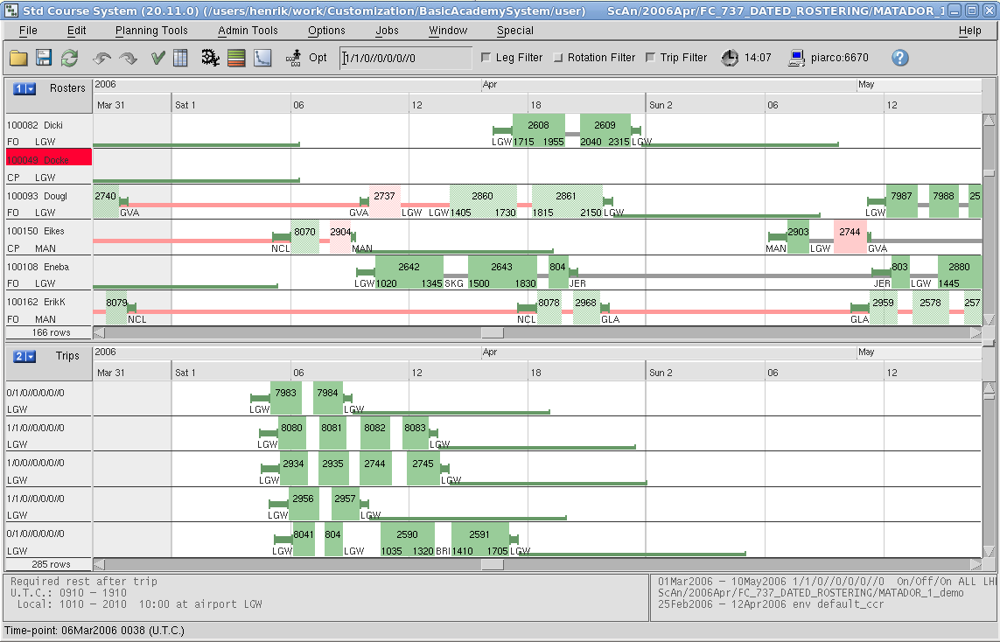 Std Course System (20.11.0) (/users/henrik/work/Customization/BasicAcademySystem/user) ScAn/2006Apr/FC_737_DATED_ROSTERING/MATADOR_1
File Edit Planning Tools Admin Tools Options Jobs Window Special Help
Opt 1/1/0//0/0/0//0 Leg Filter Rotation Filter Trip Filter 14:07 piarco:6670 ?
1 Rosters 2006 Apr May
Mar 31 Sat 1 06 12 18 Sun 2 06 12
100082 Dicki 2608 2609
FO LGW LGW 1715 1955 2040 2315 LGW
100049 Docke
CP LGW
100093 Dougl 2740 2737 2860 2861 7987 7988 25
FO LGW GVA GVA LGW LGW 1405 1730 1815 2150 LGW LGW
100150 Eikes 8070 2904 2903 2744
CP MAN NCL MAN MAN LGW GVA
100108 Eneba 2642 2643 804 803 2880
FO LGW LGW 1020 1345 SKG 1500 1830 JER JER LGW 1445
100162 ErikK 8079 8078 2968 2959 2578 257
FO MAN NCL NCL GLA GLA
166 rows
2 Trips 2006 Apr May
Mar 31 Sat 1 06 12 18 Sun 2 06 12
0/1/0//0/0/0//0 7983 7984
LGW LGW LGW
1/1/0//0/0/0//0 8080 8081 8082 8083
LGW LGW LGW
1/0/0//0/0/0//0 2934 2935 2744 2745
LGW LGW LGW
1/1/0//0/0/0//0 2956 2957
LGW LGW LGW
0/1/0//0/0/0//0 8041 804 2590 2591
LGW LGW LGW 1035 1320 BRI 1410 1705 LGW
285 rows
Required rest after trip 01Mar2006 – 10May2006 1/1/0//0/0/0//0 On/Off/On ALL LH
U.T.C.: 0910 – 1910 ScAn/2006Apr/FC_737_DATED_ROSTERING/MATADOR_1_demo
Local: 1010 – 2010 10:00 at airport LGW 25Feb2006 – 12Apr2006 env default_ccr
Time-point: 06Mar2006 0038 (U.T.C.)